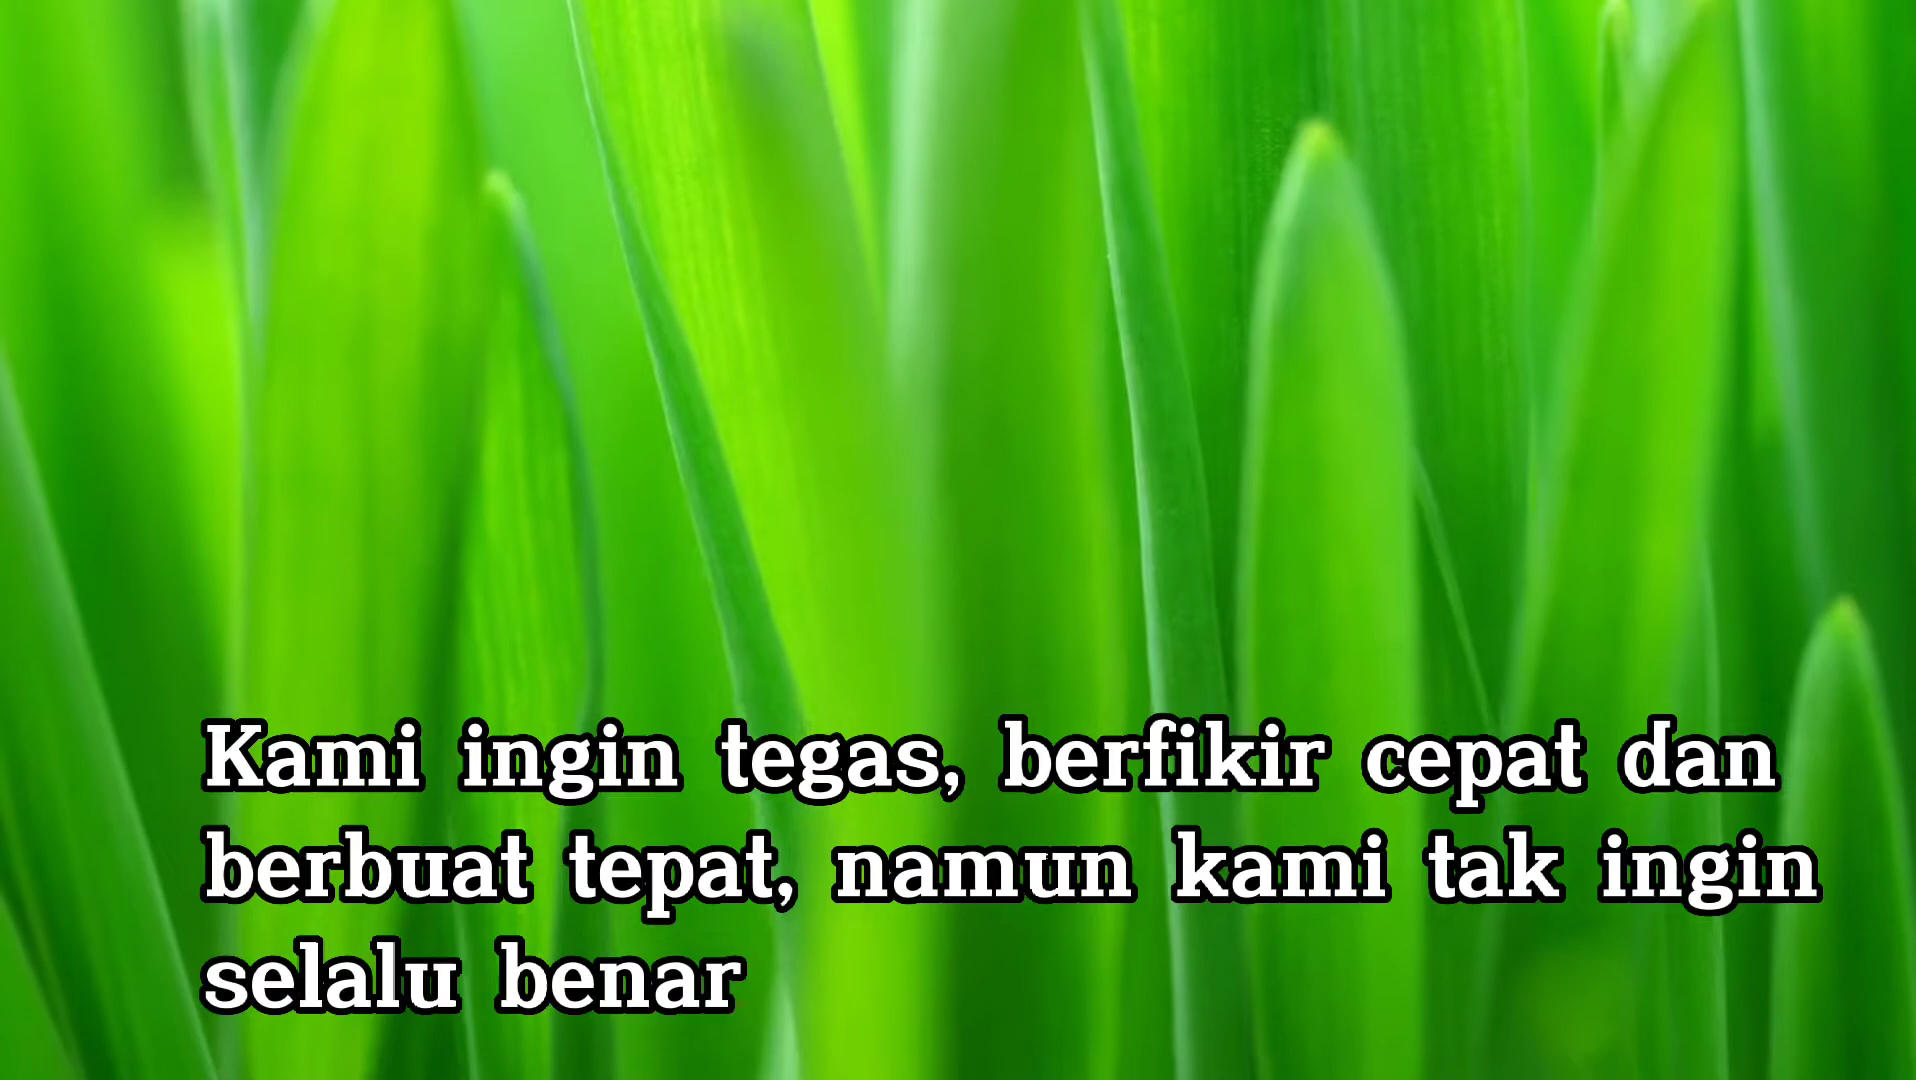 Kami ingin tegas, berfikir cepat dan
berbuat tepat, namun kami tak ingin
selalu benar